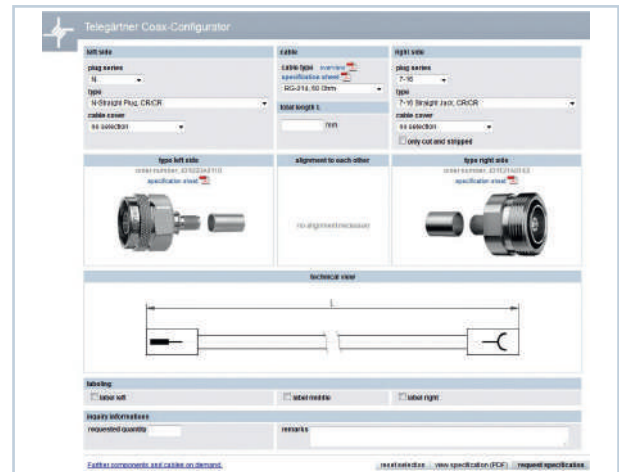 Telegärtner Coax-Configurator
left side
cable
right side
plug series
N
type
N-Straight Plug, CR/CR
cable cover
no selection
cable type overview
specification sheet
RG-214, 50 Ohm
total length L
mm
plug series
7-16
type
7-16 Straight Jack, CR/CR
cable cover
no selection
only cut and stripped
type left side
alignment to each other
type right side
order number:
specification sheet
no alignment necessary
order number:
specification sheet
technical view
L
labeling
label left
label middle
label right
inquiry informations
requested quantity
remarks
Further components and cables on demand.
reset selection
view specification (PDF)
request specification